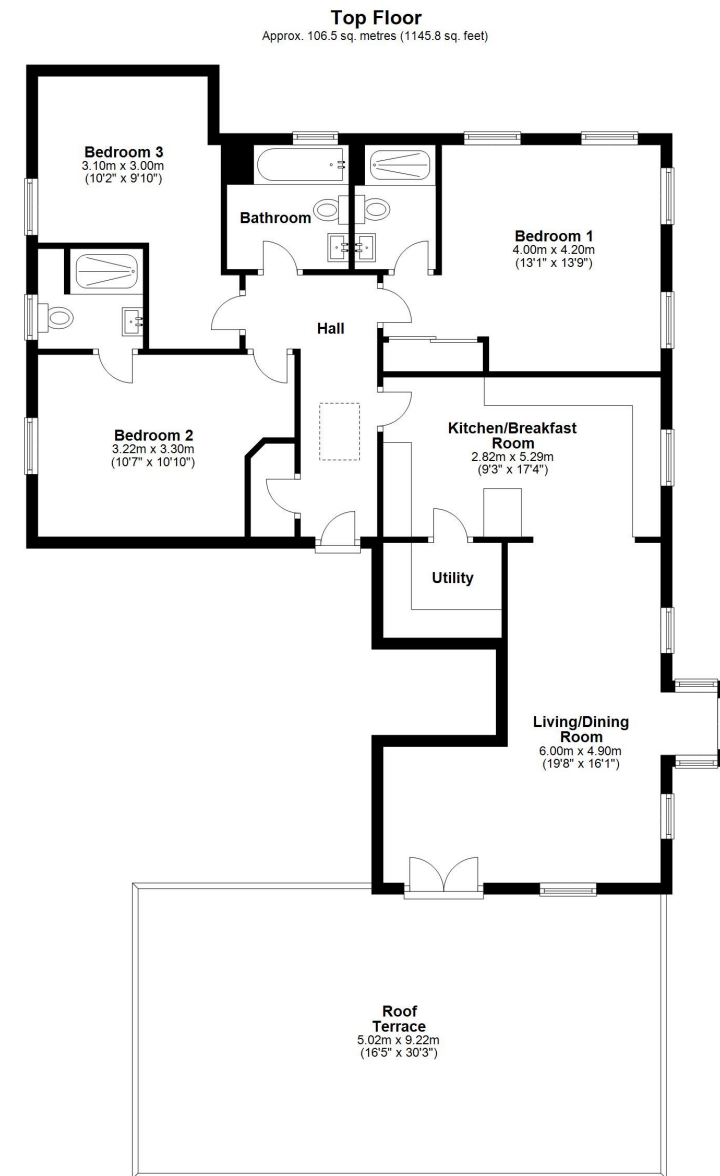 Top Floor
Approx. 106.5 sq. metres (1145.8 sq. feet)
Bedroom 3
3.10m x 3.00m
(10'2" x 9'10")
Bathroom
Bedroom 1
4.00m x 4.20m
(13'1" x 13'9")
Hall
Bedroom 2
3.22m x 3.30m
(10'7" x 10'10")
Kitchen/Breakfast
Room
2.82m x 5.29m
(9'3" x 17'4")
Utility
Living/Dining
Room
6.00m x 4.90m
(19'8" x 16'1")
Roof
Terrace
5.02m x 9.22m
(16'5" x 30'3")